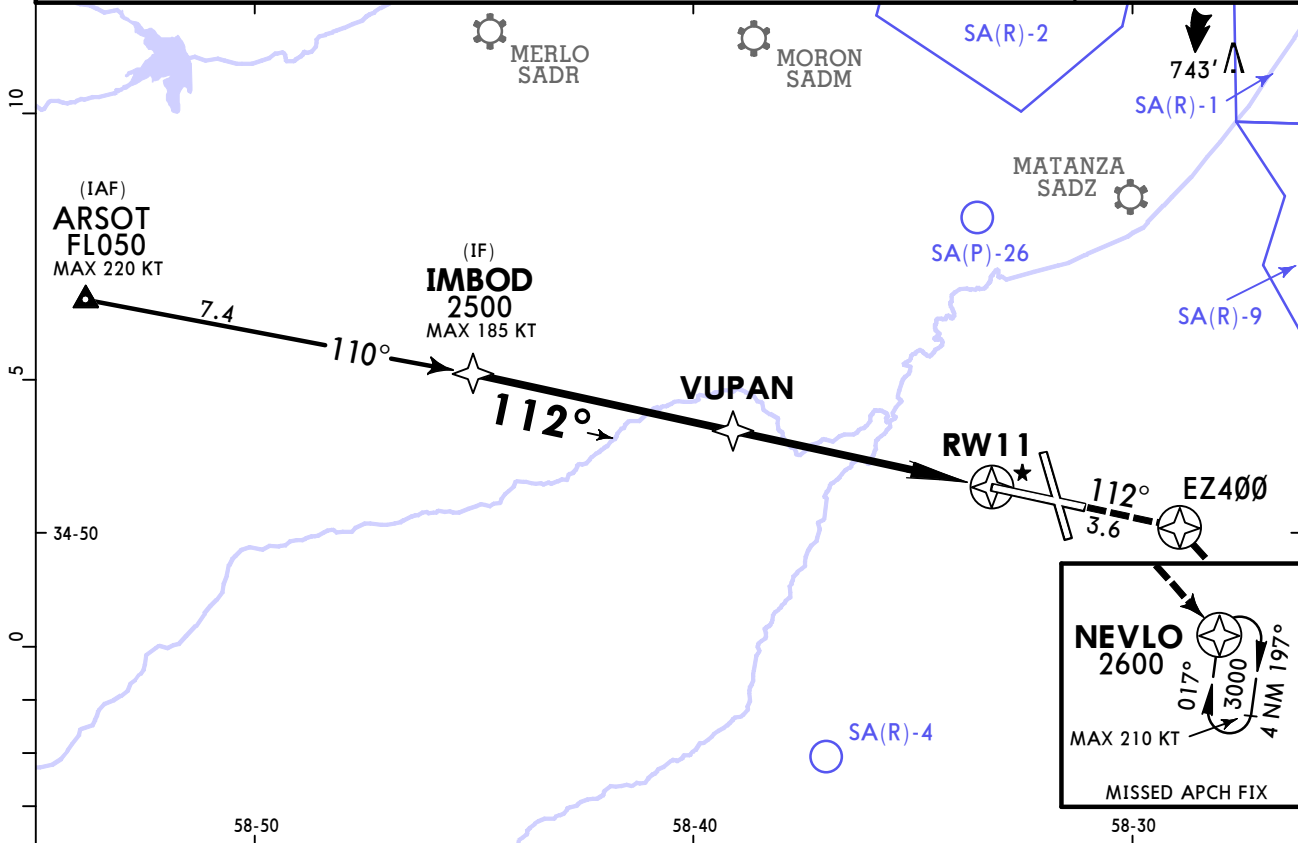 MERLO
SADR
MORON
SADM
SA(R)-2
743'
SA(R)-1
10
MATANZA
SADZ
(IAF)
ARSOT
FL050
MAX 220 KT
SA(P)-26
(IF)
IMBOD
2500
MAX 185 KT
SA(R)-9
7.4
110°
5
VUPAN
112°
RW11
112°
3.6
EZ4ØØ
34-50
0
NEVLO
2600
017°
3000
4 NM 197°
MAX 210 KT
MISSED APCH FIX
SA(R)-4
58-50
58-40
58-30